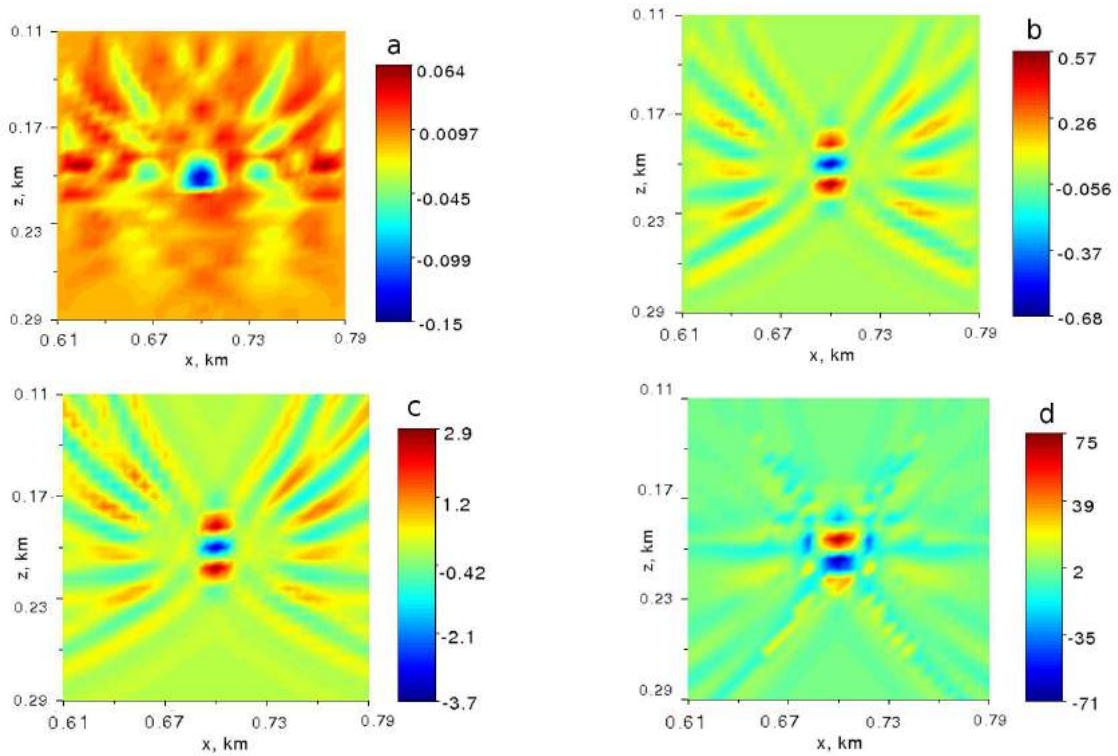 a
0.11
0.17
0.23
0.29
z, km
0.61 0.67 0.73 0.79
x, km
0.064
0.0097
-0.045
-0.099
-0.15
b
0.11
0.17
0.23
0.29
z, km
0.61 0.67 0.73 0.79
x, km
0.57
0.26
-0.056
-0.37
-0.68
c
0.11
0.17
0.23
0.29
z, km
0.61 0.67 0.73 0.79
x, km
2.9
1.2
-0.42
-2.1
-3.7
d
0.11
0.17
0.23
0.29
z, km
0.61 0.67 0.73 0.79
x, km
75
39
2
-35
-71